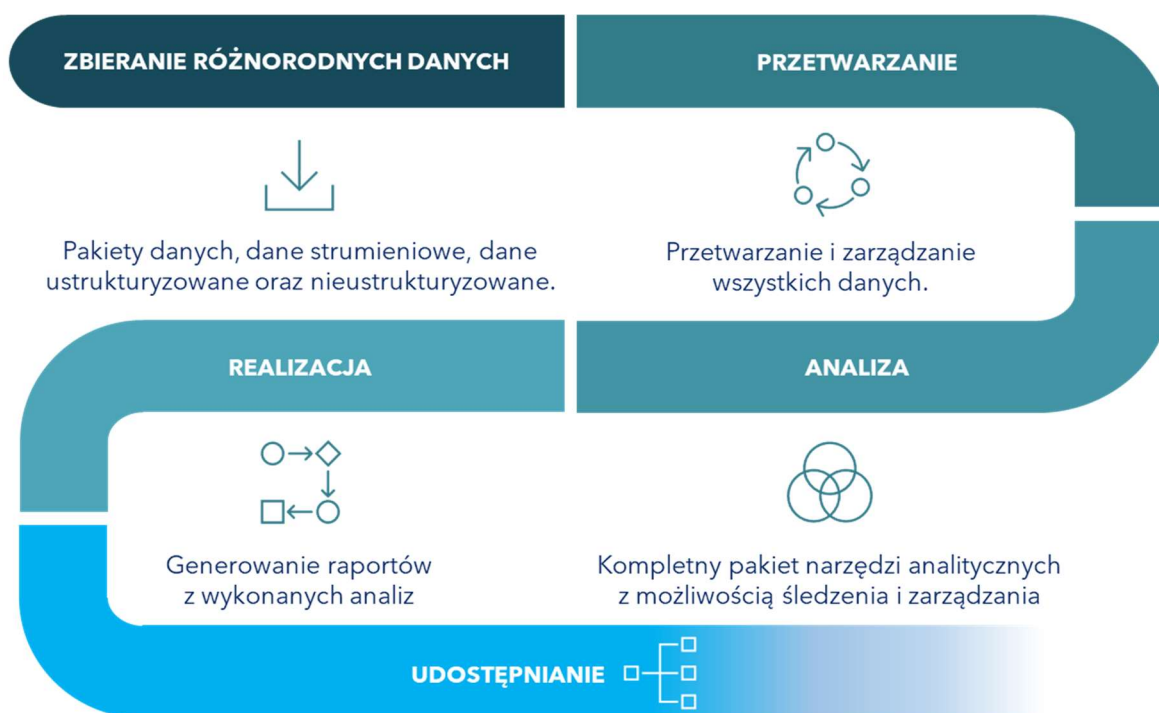 ZBIERANIE RÓŻNORODNYCH DANYCH
PRZETWARZANIE
Pakiety danych, dane strumieniowe, dane
ustrukturyzowane oraz nieustrukturyzowane.
Przetwarzanie i zarządzanie
wszystkich danych.
REALIZACJA
ANALIZA
Generowanie raportów
z wykonanych analiz
Kompletny pakiet narzędzi analitycznych
z możliwością śledzenia i zarządzania
UDOSTĘPNIANIE